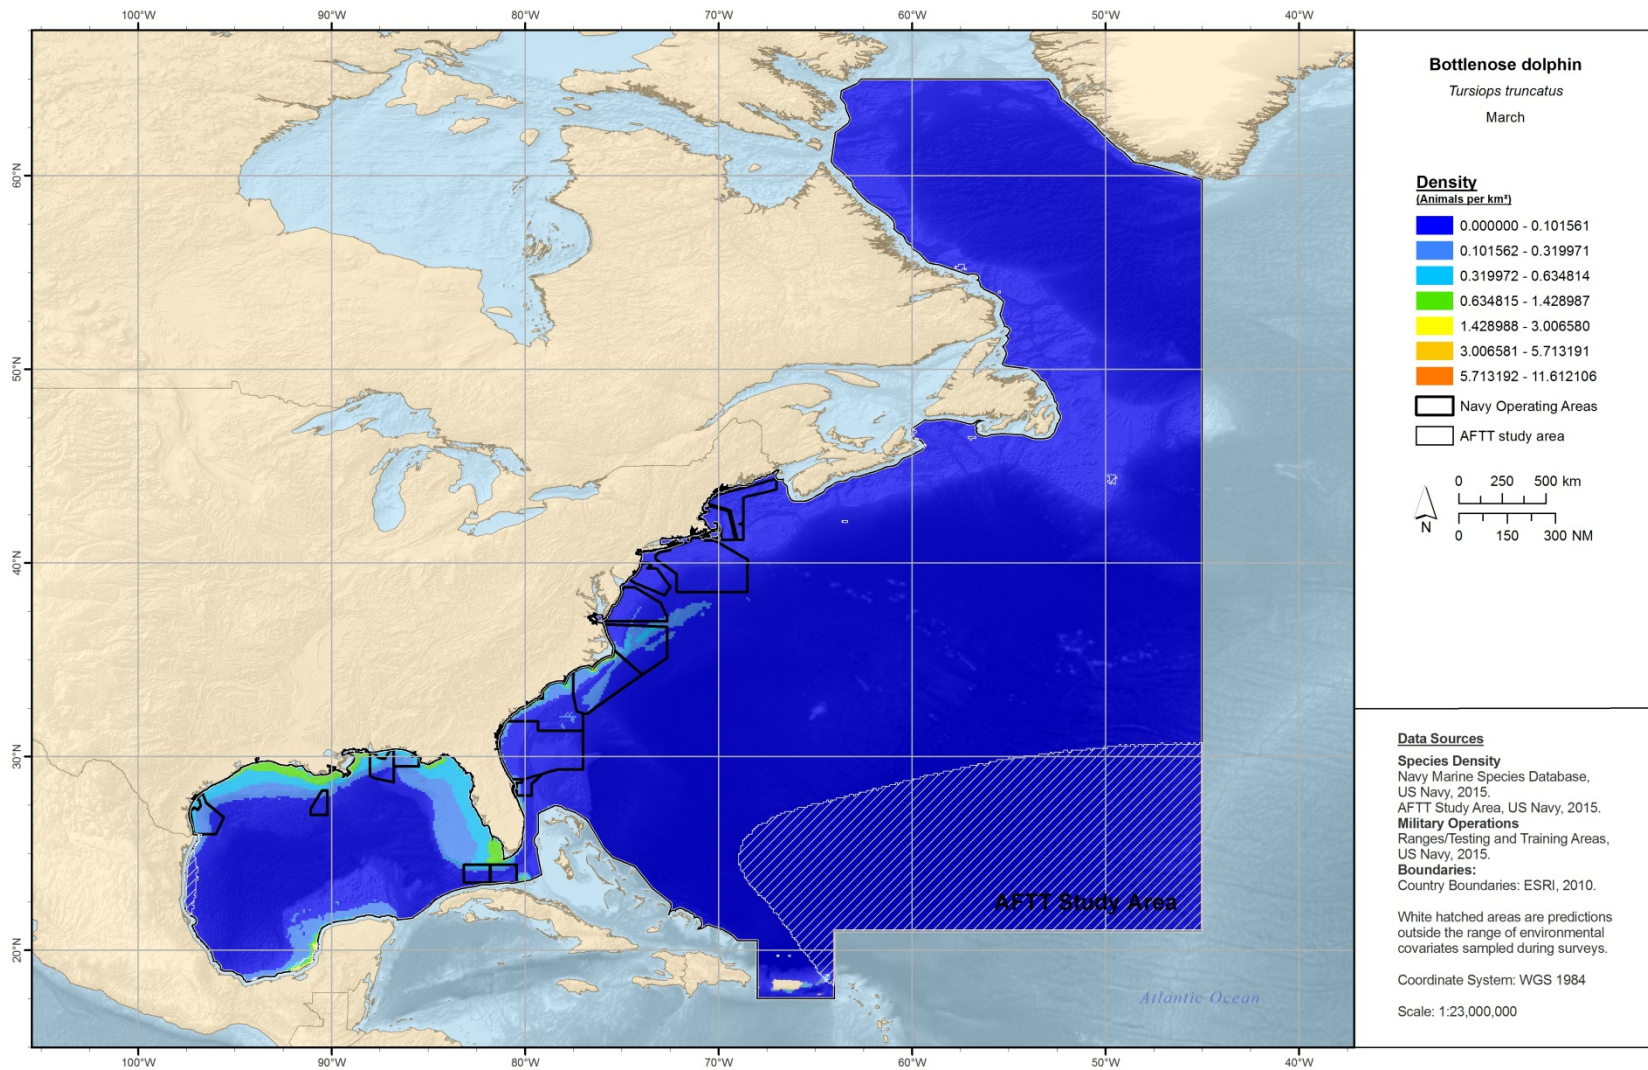 100°W 90°W 80°W 70°W 60°W 50°W 40°W
60°N
50°N
40°N
30°N
20°N
60°N
50°N
40°N
30°N
20°N
AFTT Study Area
Atlantic Ocean
100°W 90°W 80°W 70°W 60°W 50°W 40°W
Bottlenose dolphin
Tursiops truncatus
March
Density
(Animals per km²)
0.000000 - 0.101561
0.101562 - 0.319971
0.319972 - 0.634814
0.634815 - 1.428987
1.428988 - 3.006580
3.006581 - 5.713191
5.713192 - 11.612106
Navy Operating Areas
AFTT study area
N
0 250 500 km
0 150 300 NM
Data Sources
Species Density
Navy Marine Species Database,
US Navy, 2015.
AFTT Study Area, US Navy, 2015.
Military Operations
Ranges/Testing and Training Areas,
US Navy, 2015.
Boundaries:
Country Boundaries: ESRI, 2010.
White hatched areas are predictions
outside the range of environmental
covariates sampled during surveys.
Coordinate System: WGS 1984
Scale: 1:23,000,000